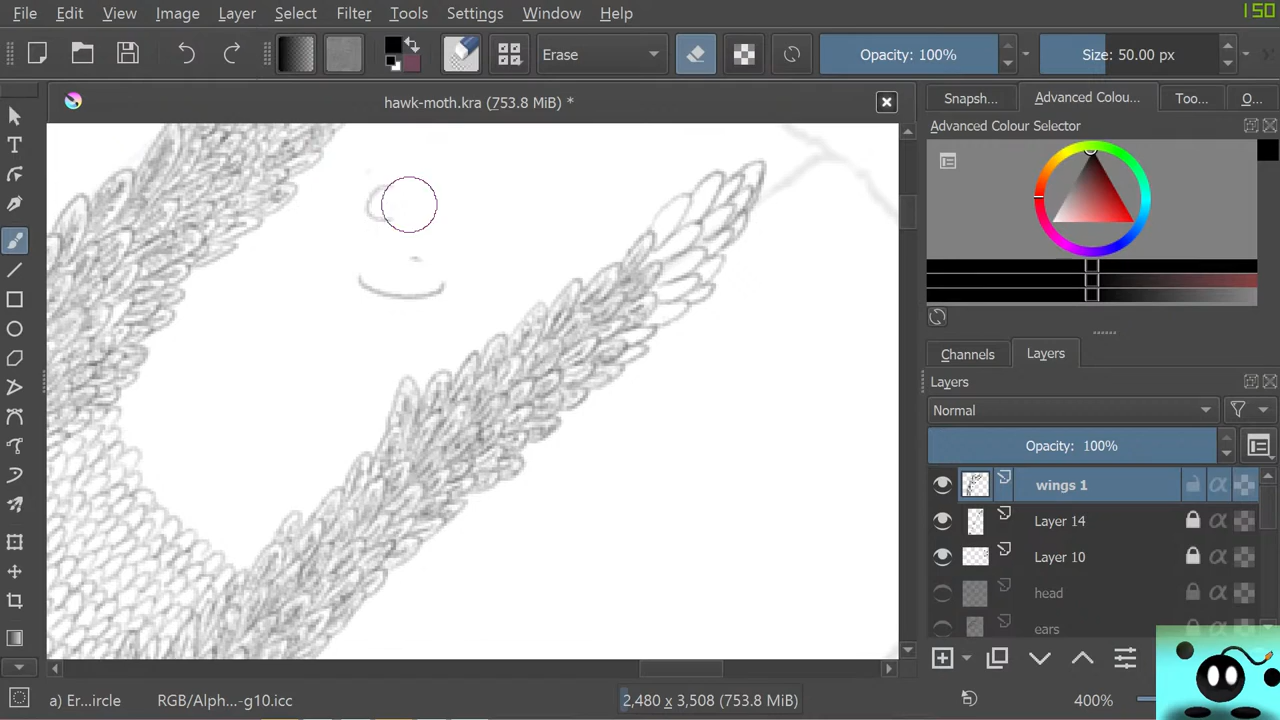 150
File Edit View Image Layer Select Filter Tools Settings Window Help
Erase Opacity: 100% Size: 50.00 px
hawk-moth.kra (753.8 MiB) *
Snapsh... Advanced Colou... Too... O...
Advanced Colour Selector
Channels Layers
Layers
Normal
Opacity: 100%
wings 1
Layer 14
Layer 10
head
ears
a) Er...ircle RGB/Alph...-g10.icc 2,480 x 3,508 (753.8 MiB) 400%